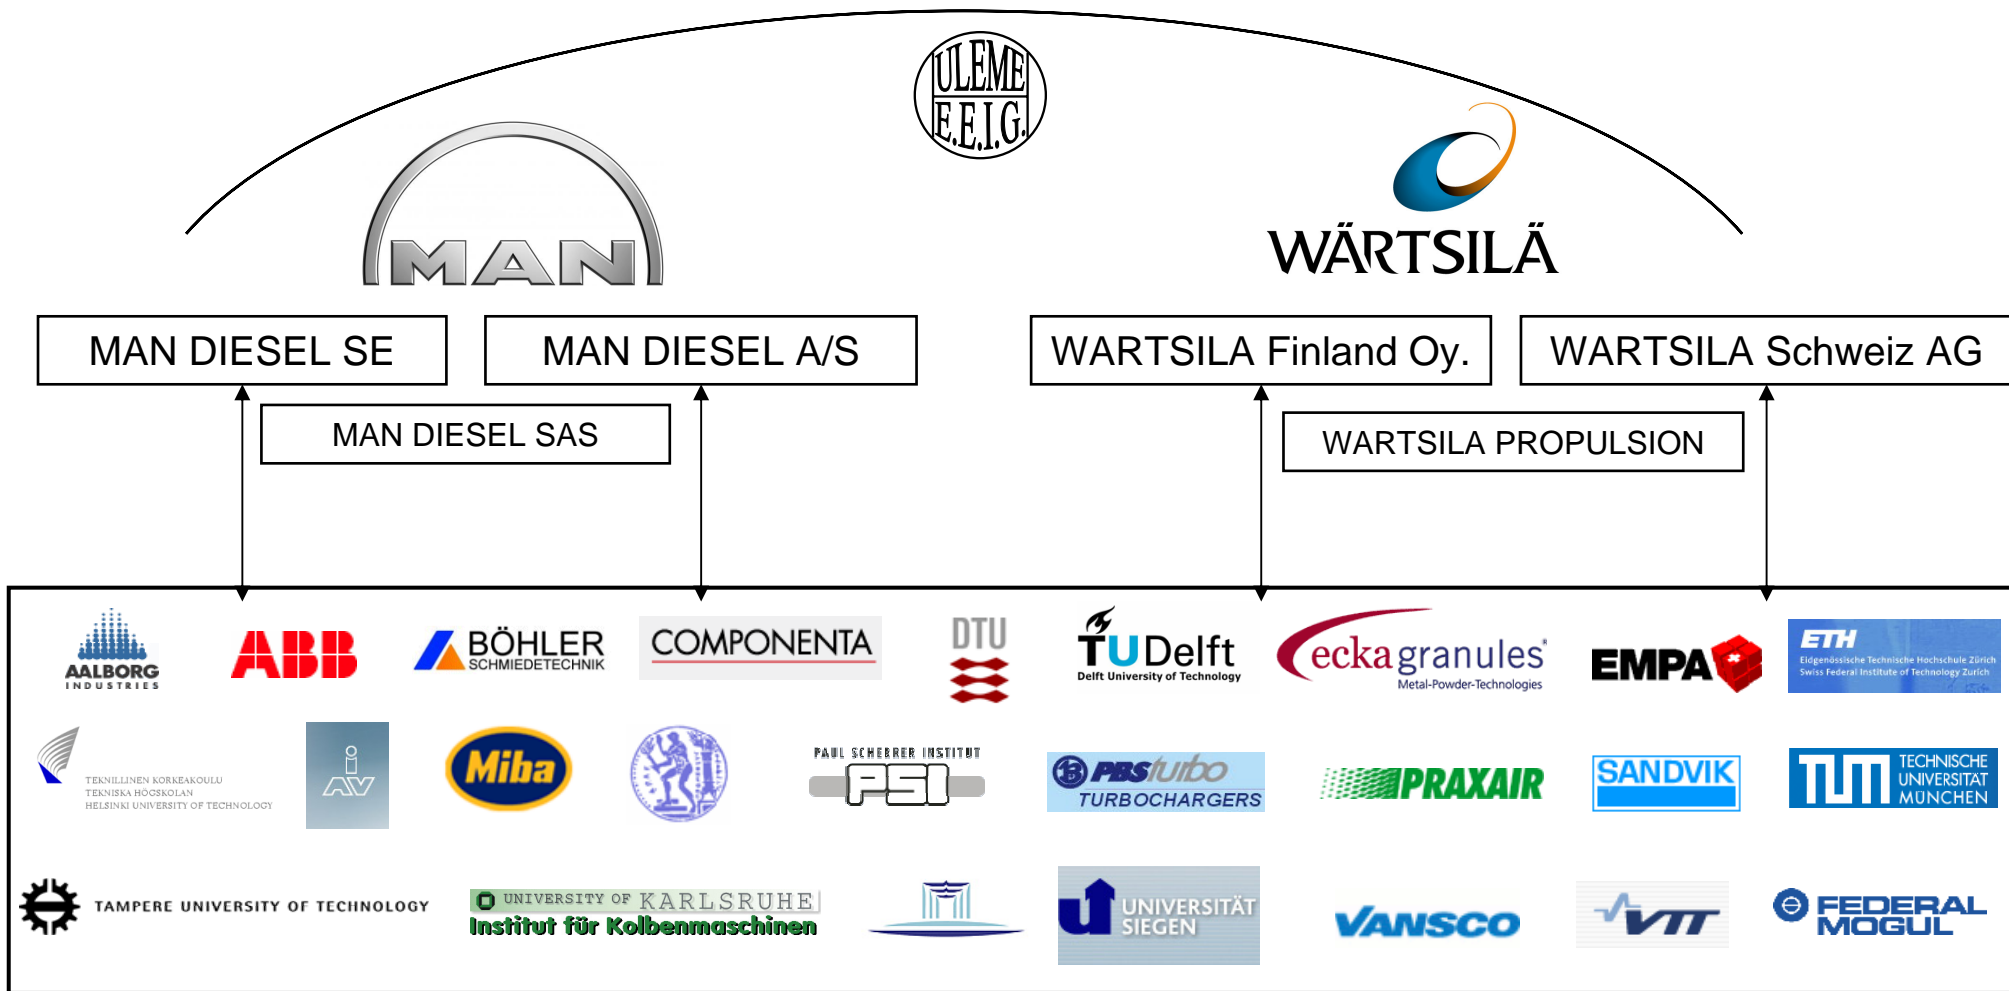 ULEME
E.E.I.G.
MAN
WÄRTSILÄ
MAN DIESEL SE
MAN DIESEL A/S
WARTSILA Finland Oy.
WARTSILA Schweiz AG
MAN DIESEL SAS
WARTSILA PROPULSION
AALBORG
INDUSTRIES
ABB
BÖHLER
SCHMIEDETECHNIK
COMPONENTA
DTU
TUDelft
Delft University of Technology
ecka granules®
Metal-Powder-Technologies
EMPA
ETH
Eidgenössische Technische Hochschule Zürich
Swiss Federal Institute of Technology Zurich
TEKNILLINEN KORKEAKOULU
TEKNISKA HÖGSKOLAN
HELSINKI UNIVERSITY OF TECHNOLOGY
iAV
Miba
PAUL SCHERRER INSTITUT
PSI
PBS turbo
TURBOCHARGERS
PRAXAIR
SANDVIK
TUM
TECHNISCHE
UNIVERSITÄT
MÜNCHEN
TAMPERE UNIVERSITY OF TECHNOLOGY
UNIVERSITY OF KARLSRUHE
Institut für Kolbenmaschinen
UNIVERSITÄT
SIEGEN
VANSCO
VTT
FEDERAL
MOGUL